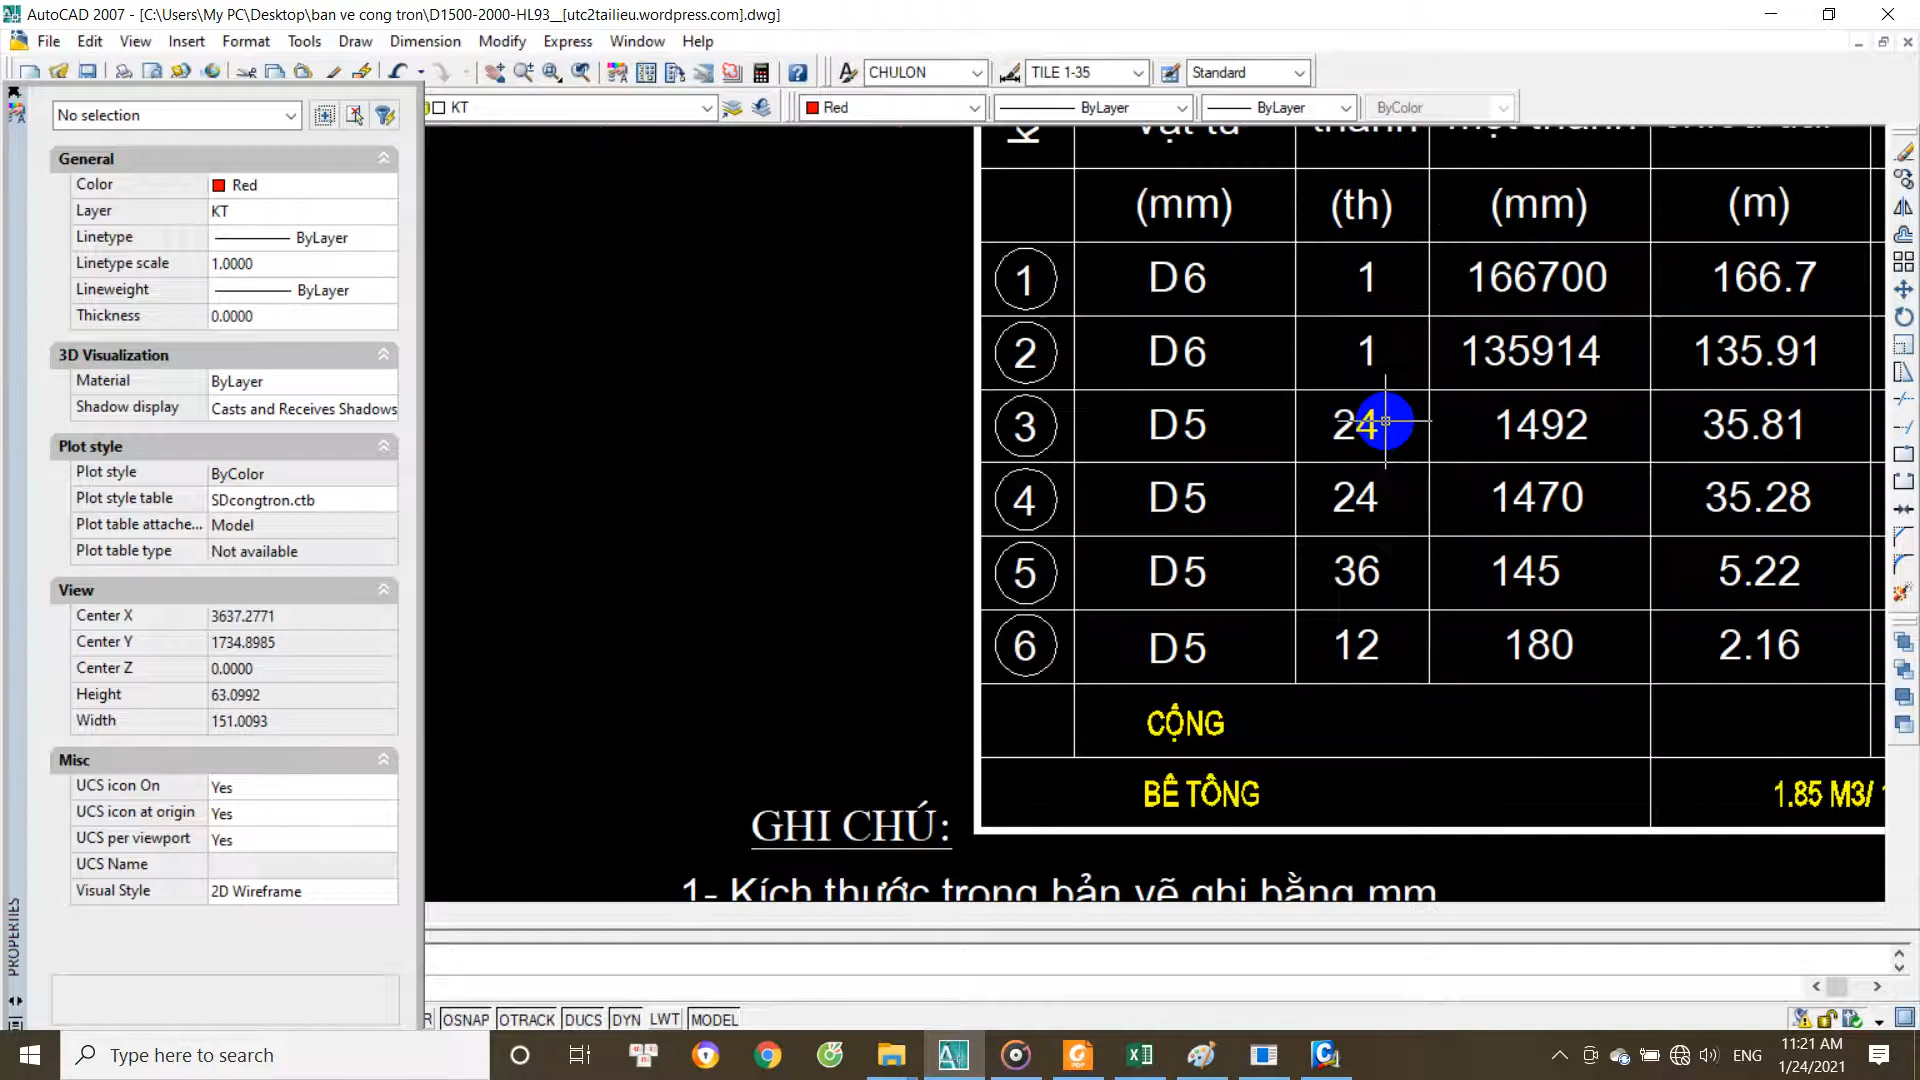 AutoCAD 2007 - [C:\Users\My PC\Desktop\ban ve cong tron\D1500-2000-HL93__[utc2tailieu.wordpress.com].dwg]
File Edit View Insert Format Tools Draw Dimension Modify Express Window Help
CHULON TILE 1-35 Standard
No selection KT Red ByLayer ByLayer ByColor
General
Color Red
Layer KT
Linetype ByLayer
Linetype scale 1.0000
Lineweight ByLayer
Thickness 0.0000
3D Visualization
Material ByLayer
Shadow display Casts and Receives Shadows
Plot style
Plot style ByColor
Plot style table SDcongtron.ctb
Plot table attache... Model
Plot table type Not available
View
Center X 3637.2771
Center Y 1734.8985
Center Z 0.0000
Height 63.0992
Width 151.0093
Misc
UCS icon On Yes
UCS icon at origin Yes
UCS per viewport Yes
UCS Name
Visual Style 2D Wireframe
PROPERTIES
(mm) (th) (mm) (m)
1 D6 1 166700 166.7
2 D6 1 135914 135.91
3 D5 24 1492 35.81
4 D5 24 1470 35.28
5 D5 36 145 5.22
6 D5 12 180 2.16
CỘNG
BÊ TÔNG 1.85 M3/
GHI CHÚ:
1- Kích thước trong bản vẽ ghi bằng mm
R OSNAP OTRACK DUCS DYN LWT MODEL
Type here to search
ENG
11:21 AM
1/24/2021